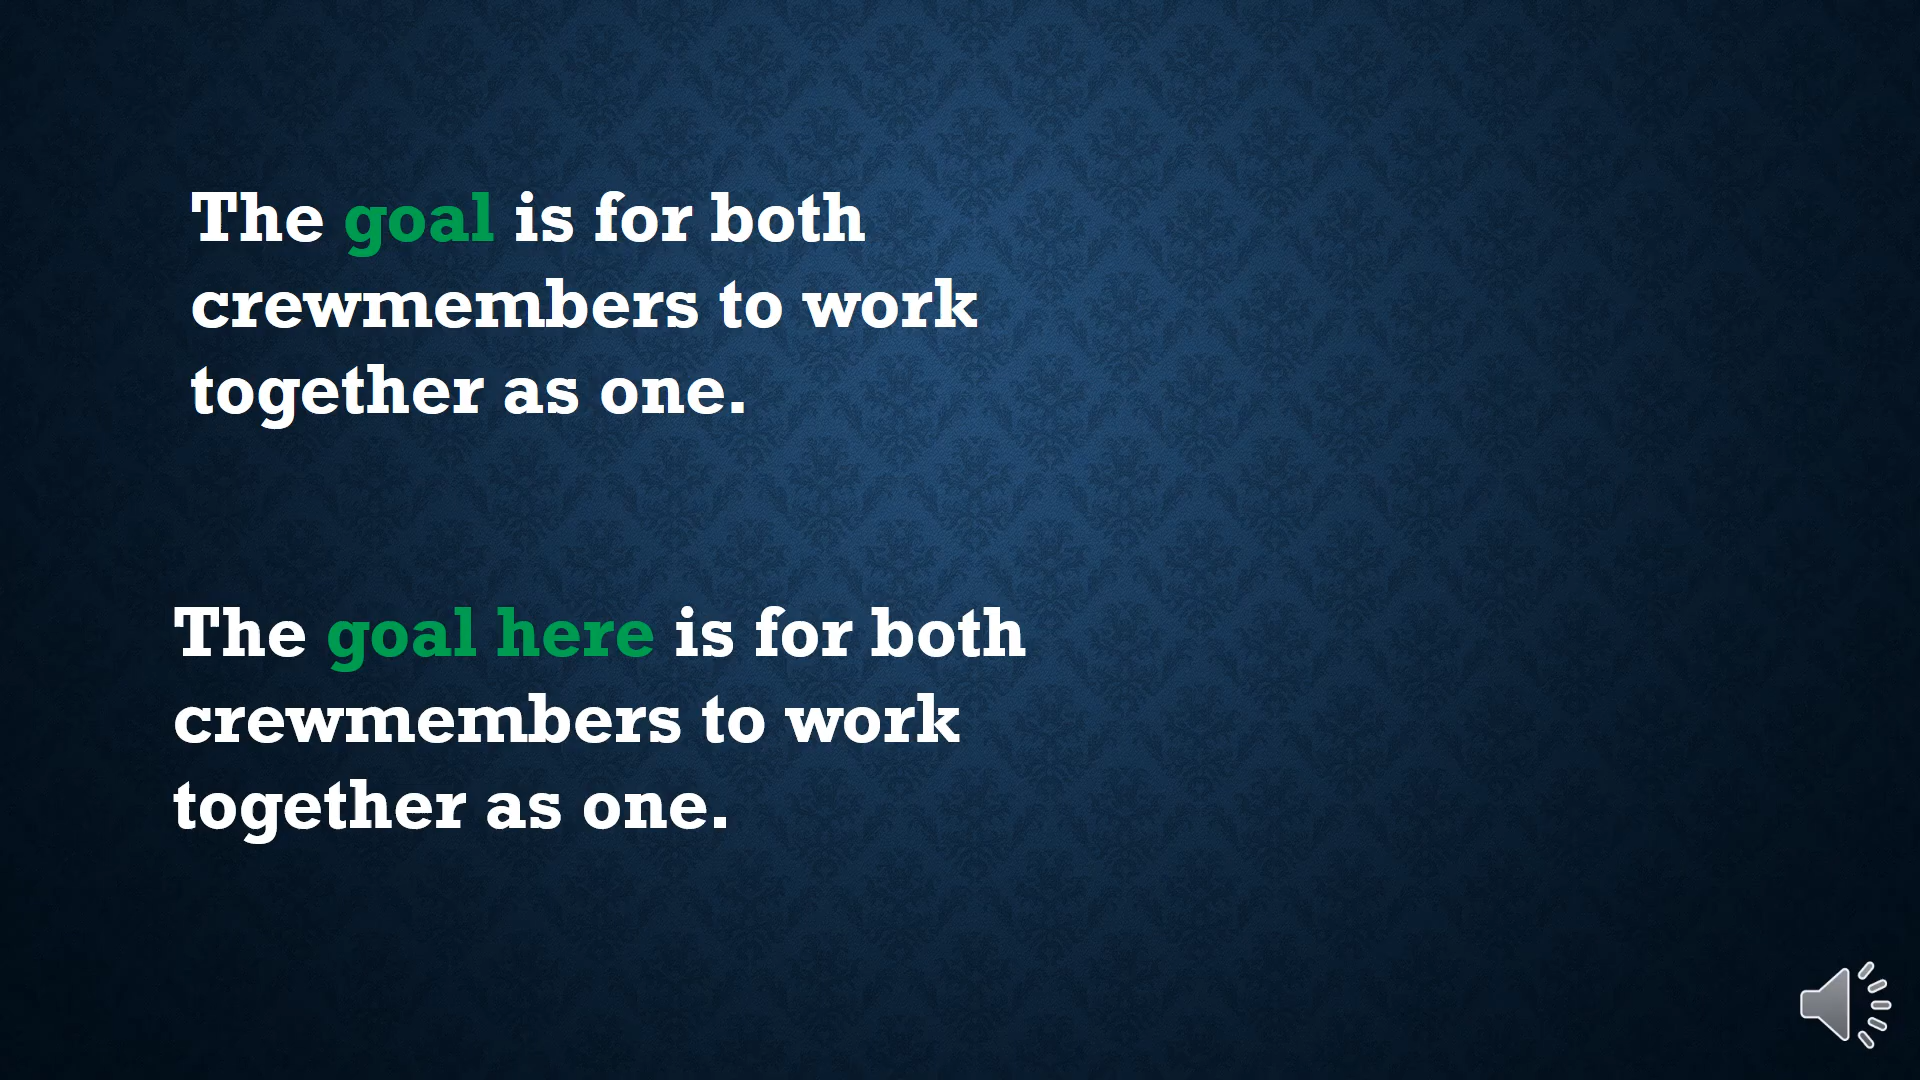 The goal is for both
crewmembers to work
together as one.
The goal here is for both
crewmembers to work
together as one.